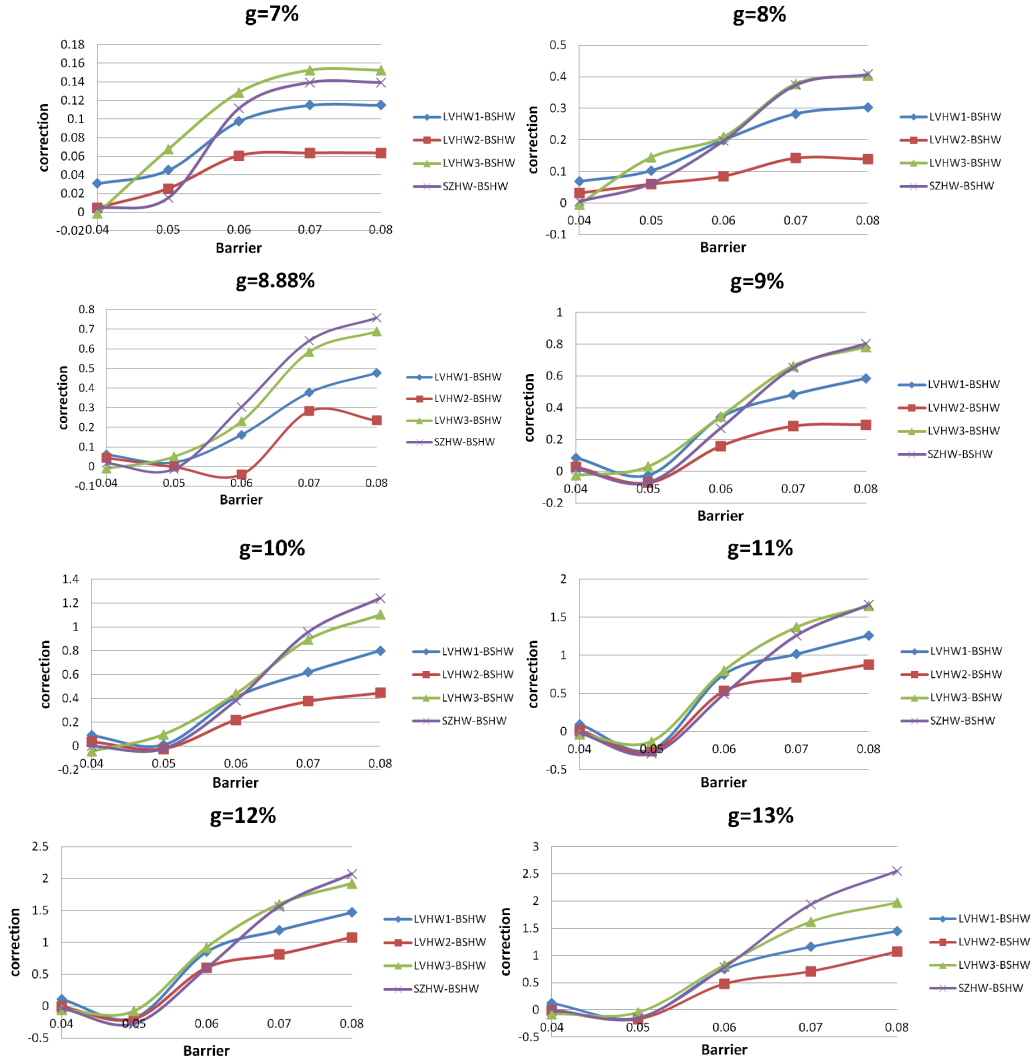 g=7%
0.18
0.16
0.14
0.12
0.1
0.08
0.06
0.04
0.02
0
-0.02
correction
0.04 0.05 0.06 0.07 0.08
Barrier
LVHW1-BSHW
LVHW2-BSHW
LVHW3-BSHW
SZHW-BSHW
g=8%
0.5
0.4
0.3
0.2
0.1
0
-0.1
correction
0.04 0.05 0.06 0.07 0.08
Barrier
LVHW1-BSHW
LVHW2-BSHW
LVHW3-BSHW
SZHW-BSHW
g=8.88%
0.8
0.7
0.6
0.5
0.4
0.3
0.2
0.1
0
-0.1
correction
0.04 0.05 0.06 0.07 0.08
Barrier
LVHW1-BSHW
LVHW2-BSHW
LVHW3-BSHW
SZHW-BSHW
g=9%
1
0.8
0.6
0.4
0.2
0
-0.2
correction
0.04 0.05 0.06 0.07 0.08
Barrier
LVHW1-BSHW
LVHW2-BSHW
LVHW3-BSHW
SZHW-BSHW
g=10%
1.4
1.2
1
0.8
0.6
0.4
0.2
0
-0.2
correction
0.04 0.05 0.06 0.07 0.08
Barrier
LVHW1-BSHW
LVHW2-BSHW
LVHW3-BSHW
SZHW-BSHW
g=11%
2
1.5
1
0.5
0
-0.5
correction
0.04 0.05 0.06 0.07 0.08
Barrier
LVHW1-BSHW
LVHW2-BSHW
LVHW3-BSHW
SZHW-BSHW
g=12%
2.5
2
1.5
1
0.5
0
-0.5
correction
0.04 0.05 0.06 0.07 0.08
Barrier
LVHW1-BSHW
LVHW2-BSHW
LVHW3-BSHW
SZHW-BSHW
g=13%
3
2.5
2
1.5
1
0.5
0
-0.5
correction
0.04 0.05 0.06 0.07 0.08
Barrier
LVHW1-BSHW
LVHW2-BSHW
LVHW3-BSHW
SZHW-BSHW